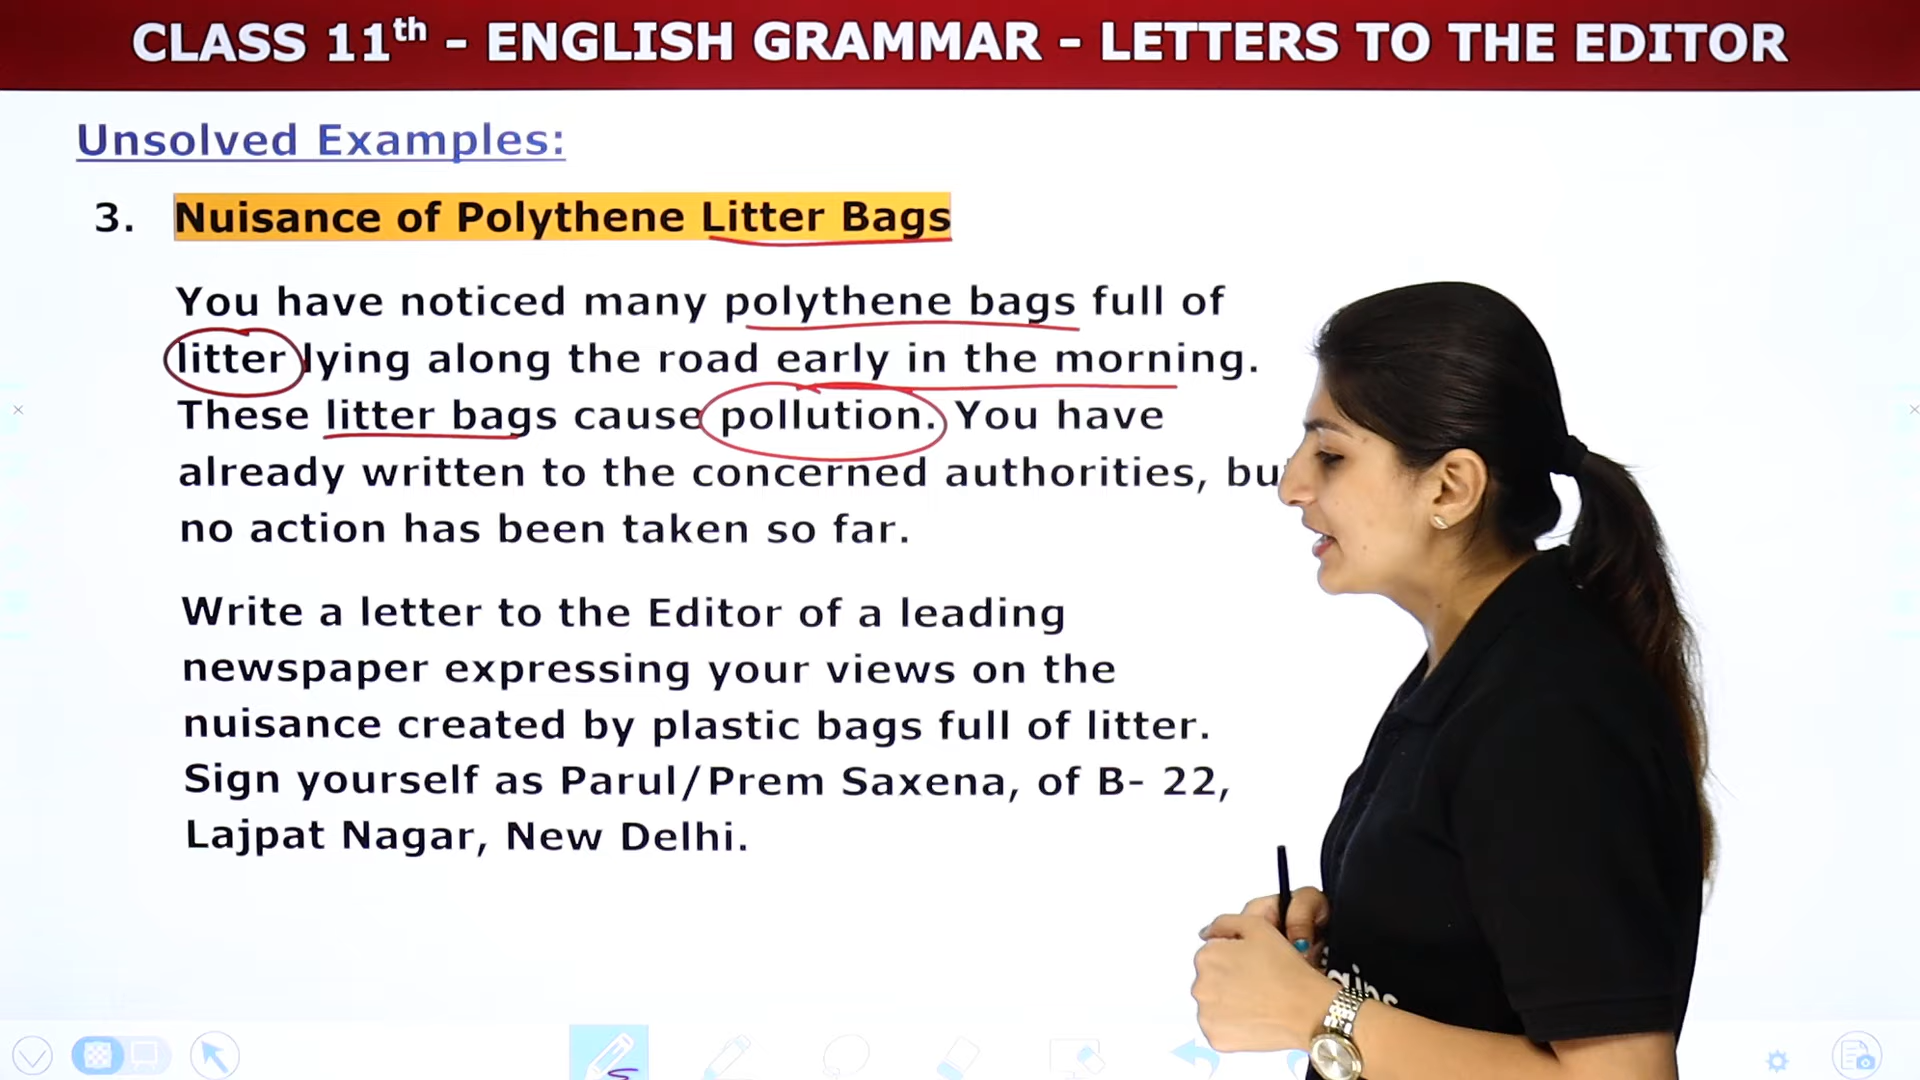 CLASS 11th - ENGLISH GRAMMAR - LETTERS TO THE EDITOR
Unsolved Examples:
3. Nuisance of Polythene Litter Bags
You have noticed many polythene bags full of
litter lying along the road early in the morning.
These litter bags cause pollution. You have
already written to the concerned authorities,
no action has been taken so far.
Write a letter to the Editor of a leading
newspaper expressing your views on the
nuisance created by plastic bags full of litter.
Sign yourself as Parul/Prem Saxena, of B- 22,
Lajpat Nagar, New Delhi.